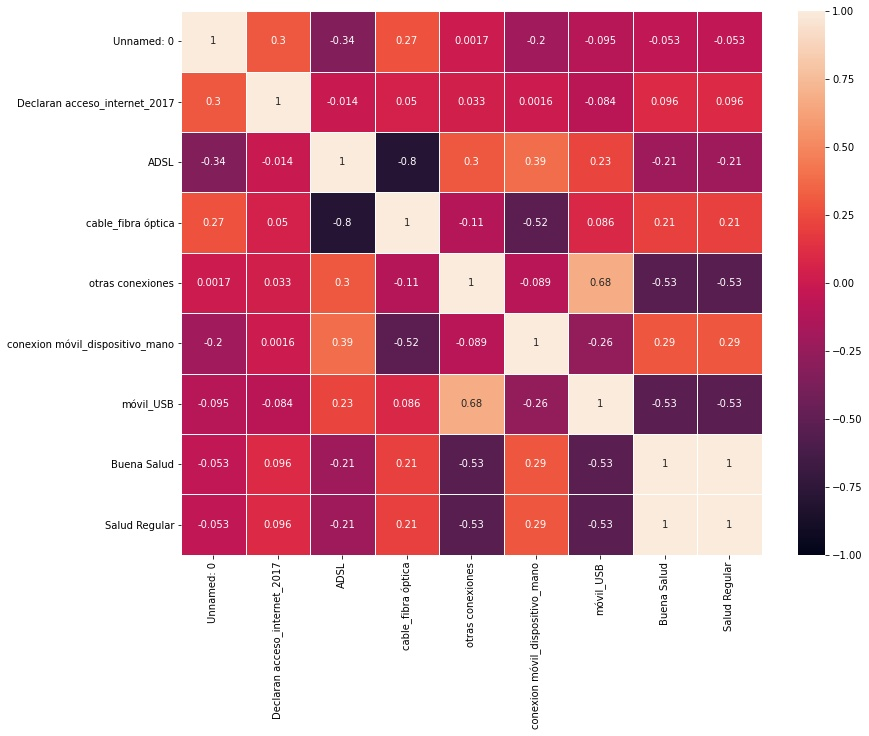 Unnamed: 0 1 0.3 -0.34 0.27 0.0017 -0.2 -0.095 -0.053 -0.053
Declaran acceso_internet_2017 0.3 1 -0.014 0.05 0.033 0.0016 -0.084 0.096 0.096
ADSL -0.34 -0.014 1 -0.8 0.3 0.39 0.23 -0.21 -0.21
cable_fibra óptica 0.27 0.05 -0.8 1 -0.11 -0.52 0.086 0.21 0.21
otras conexiones 0.0017 0.033 0.3 -0.11 1 -0.089 0.68 -0.53 -0.53
conexion móvil_dispositivo_mano -0.2 0.0016 0.39 -0.52 -0.089 1 -0.26 0.29 0.29
móvil_USB -0.095 -0.084 0.23 0.086 0.68 -0.26 1 -0.53 -0.53
Buena Salud -0.053 0.096 -0.21 0.21 -0.53 0.29 -0.53 1 1
Salud Regular -0.053 0.096 -0.21 0.21 -0.53 0.29 -0.53 1 1
Unnamed: 0
Declaran acceso_internet_2017
ADSL
cable_fibra óptica
otras conexiones
conexion móvil_dispositivo_mano
móvil_USB
Buena Salud
Salud Regular
1.00
0.75
0.50
0.25
0.00
−0.25
−0.50
−0.75
−1.00